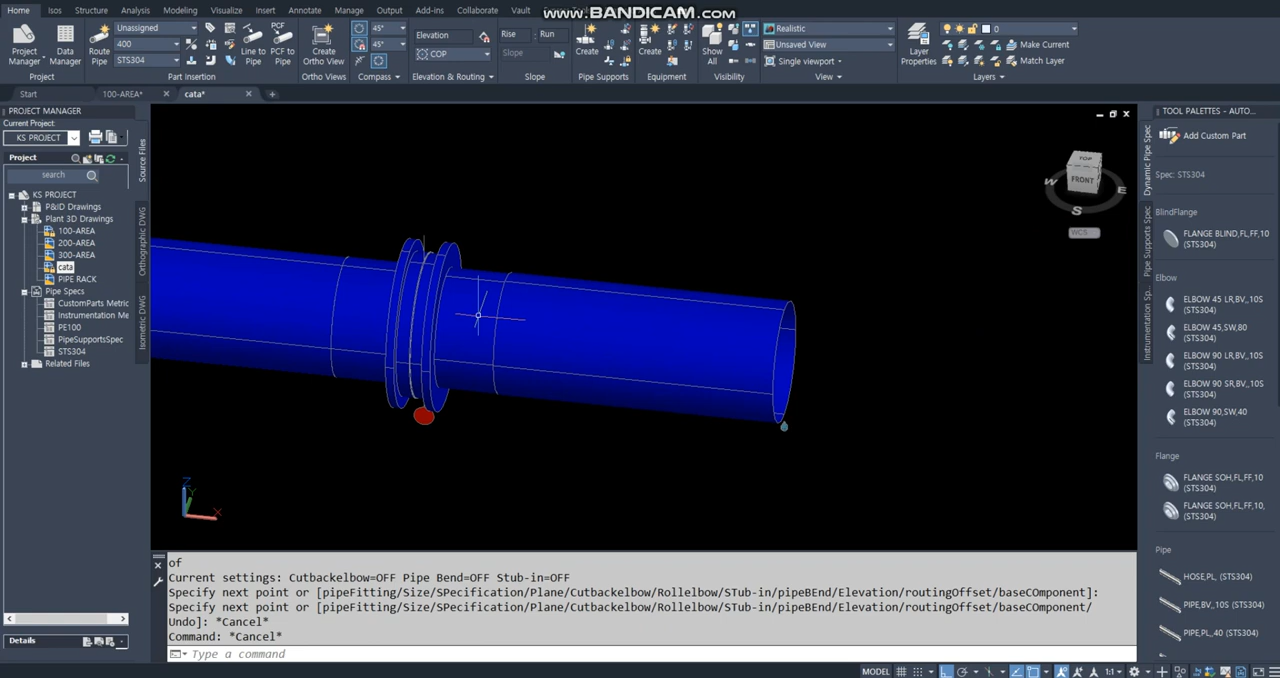 www.BANDICAM.com
Home Isos Structure Analysis Modeling Visualize Insert Annotate Manage Output Add-ins Collaborate Vault
Project Manager
Data Manager
Project
Route Pipe
Unassigned
400
STS304
Line to Pipe
PCF to Pipe
Part Insertion
Create Ortho View
Ortho Views
45°
45°
Compass
Elevation
COP
Elevation & Routing
Rise Run
Slope
Slope
Create
Pipe Supports
Create
Equipment
Show All
Visibility
Realistic
Unsaved View
Single viewport
View
Layer Properties
0
Make Current
Match Layer
Layers
Start 100-AREA* cata*
PROJECT MANAGER
Current Project:
KS PROJECT
Project
search
KS PROJECT
P&ID Drawings
Plant 3D Drawings
100-AREA
200-AREA
300-AREA
cata
PIPE RACK
Pipe Specs
CustomParts Metric
Instrumentation Me
PE100
PipeSupportsSpec
STS304
Related Files
Details
Source Files
Orthographic DWG
Isometric DWG
TOP
FRONT
W
E
S
WCS
Z
Y
X
TOOL PALETTES - AUTO...
Add Custom Part
Spec: STS304
BlindFlange
FLANGE BLIND,FL,FF,10
(STS304)
Elbow
ELBOW 45 LR,BV,,10S
(STS304)
ELBOW 45,SW,80
(STS304)
ELBOW 90 LR,BV,,10S
(STS304)
ELBOW 90 SR,BV,,10S
(STS304)
ELBOW 90,SW,40
(STS304)
Flange
FLANGE SOH,FL,FF,10
(STS304)
FLANGE SOH,FL,FF,10,
(STS304)
Pipe
HOSE,PL, (STS304)
PIPE,BV,,10S (STS304)
PIPE,PL,,40 (STS304)
Dynamic Pipe Spec
Pipe Supports Spec
Instrumentation Sp...
of
Current settings: Cutbackelbow=OFF Pipe Bend=OFF Stub-in=OFF
Specify next point or [pipeFitting/Size/SPecification/Plane/Cutbackelbow/Rollelbow/STub-in/pipeBEnd/Elevation/routingOffset/baseCOmponent]:
Specify next point or [pipeFitting/Size/SPecification/Plane/Cutbackelbow/Rollelbow/STub-in/pipeBEnd/Elevation/routingOffset/baseCOmponent/
Undo]: *Cancel*
Command: *Cancel*
Type a command
MODEL 1:1